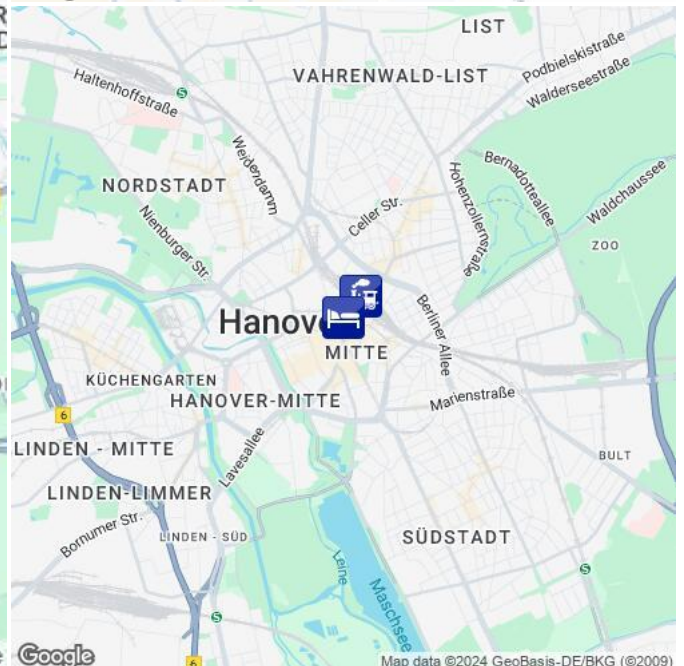 LIST
Podbielskistraße
VAHRENWALD-LIST
Walderseestraße
Haltenhoffstraße
S
Weidendamm
Bernadotteallee
Hohenzollernstraße
Waldchaussee
NORDSTADT
Celler Str.
Nienburger Str.
ZOO
Hanov
Berliner Allee
MITTE
KÜCHENGARTEN
Marienstraße
HANOVER-MITTE
6
LINDEN - MITTE
Lavesallee
BULT
LINDEN-LIMMER
Bornumer Str.
LINDEN - SÜD
SÜDSTADT
Leine
Maschsee
S
S
6
Google
Map data ©2024 GeoBasis-DE/BKG (©2009)